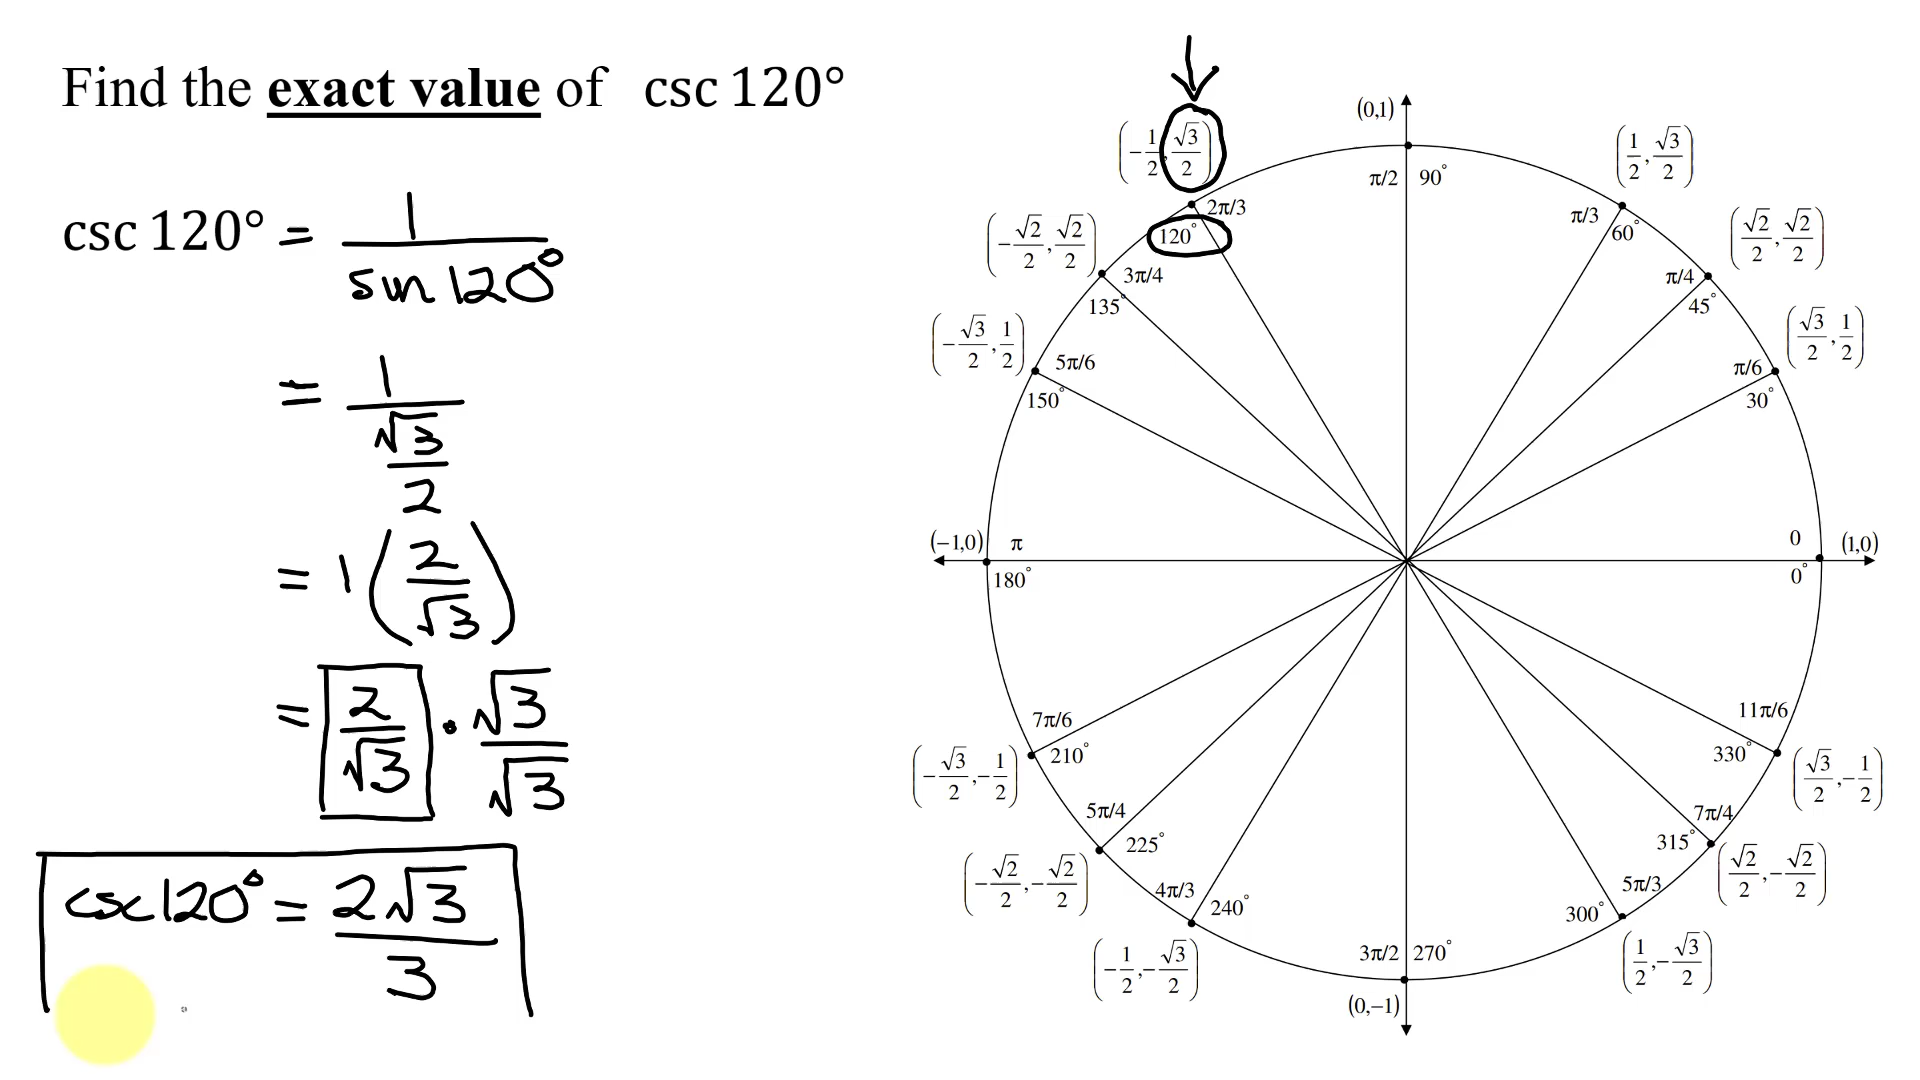 Find the exact value of csc 120°
csc 120° = 1 / sin 120°
= 1 / (√3 / 2)
= 1 (2 / √3)
= 2 / √3 · √3 / √3
csc 120° = 2√3 / 3
(0,1)
π/2 90°
(1/2, √3/2)
π/3
60°
(√2/2, √2/2)
π/4
45°
(√3/2, 1/2)
π/6
30°
0 (1,0)
0°
(-1/2, √3/2)
2π/3
120°
(-√2/2, √2/2)
3π/4
135°
(-√3/2, 1/2)
5π/6
150°
(-1,0) π
180°
7π/6
210°
(-√3/2, -1/2)
5π/4
225°
(-√2/2, -√2/2)
4π/3
240°
(-1/2, -√3/2)
3π/2 270°
(0,-1)
5π/3
300°
(1/2, -√3/2)
7π/4
315°
(√2/2, -√2/2)
11π/6
330°
(√3/2, -1/2)